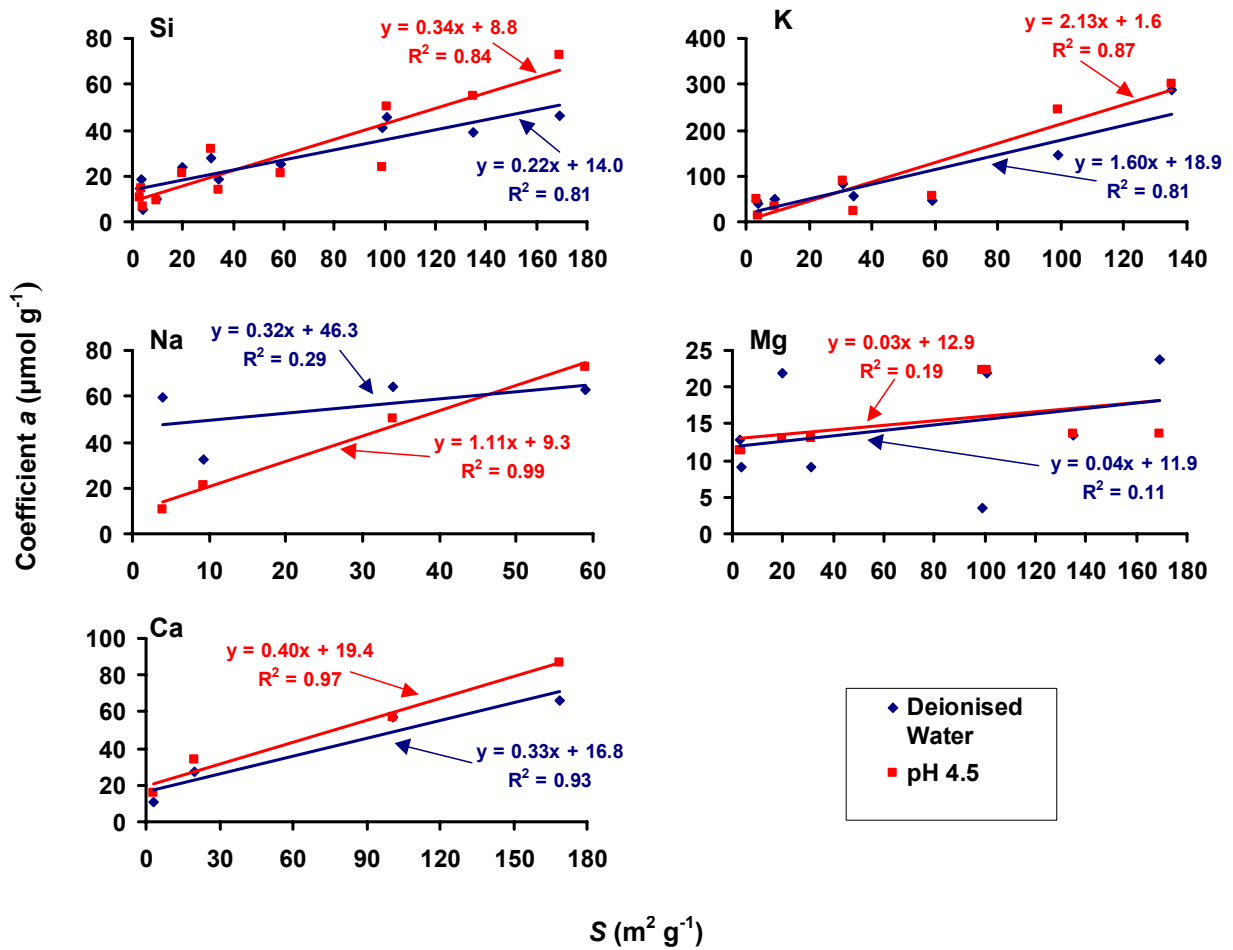 Si
y = 0.34x + 8.8
R² = 0.84
y = 0.22x + 14.0
R² = 0.81
80
60
40
20
0
0 20 40 60 80 100 120 140 160 180
K
y = 2.13x + 1.6
R² = 0.87
y = 1.60x + 18.9
R² = 0.81
400
300
200
100
0
0 20 40 60 80 100 120 140
Coefficient a (µmol g⁻¹)
Na
y = 0.32x + 46.3
R² = 0.29
y = 1.11x + 9.3
R² = 0.99
80
60
40
20
0
0 10 20 30 40 50 60
Mg
y = 0.03x + 12.9
R² = 0.19
y = 0.04x + 11.9
R² = 0.11
25
20
15
10
5
0
0 20 40 60 80 100 120 140 160 180
Ca
y = 0.40x + 19.4
R² = 0.97
y = 0.33x + 16.8
R² = 0.93
100
80
60
40
20
0
0 30 60 90 120 150 180
Deionised
Water
pH 4.5
S (m² g⁻¹)